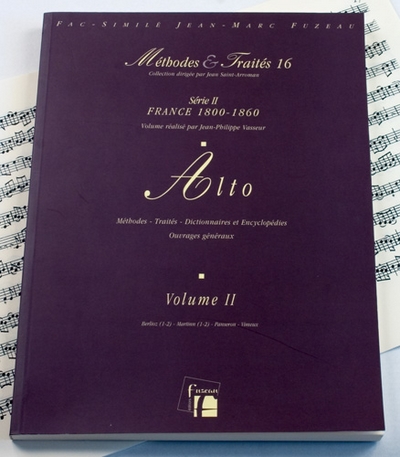 Fac-Similé Jean-Marc Fuzeau
Méthodes & Traités 16
Collection dirigée par Jean Saint-Arroman
Série II
FRANCE 1800-1860
Volume réalisé par Jean-Philippe Vasseur
Alto
Méthodes - Traités - Dictionnaires et Encyclopédies
Ouvrages généraux
Volume II
Berlioz (1-2) - Martinn (1-2) - Panseron - Vimeux
fuzeau